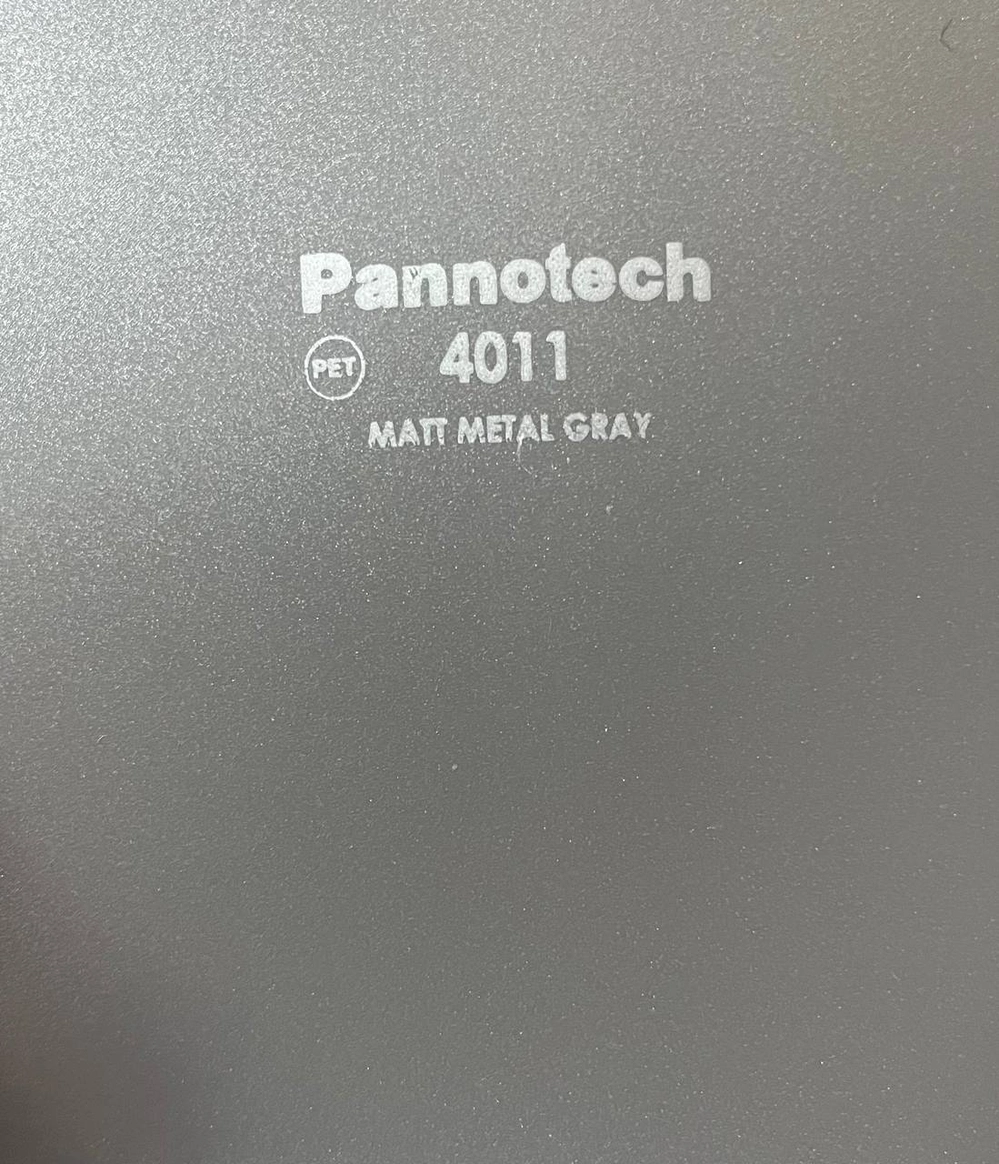 Pannotech
PET 4011
MATT METAL GRAY